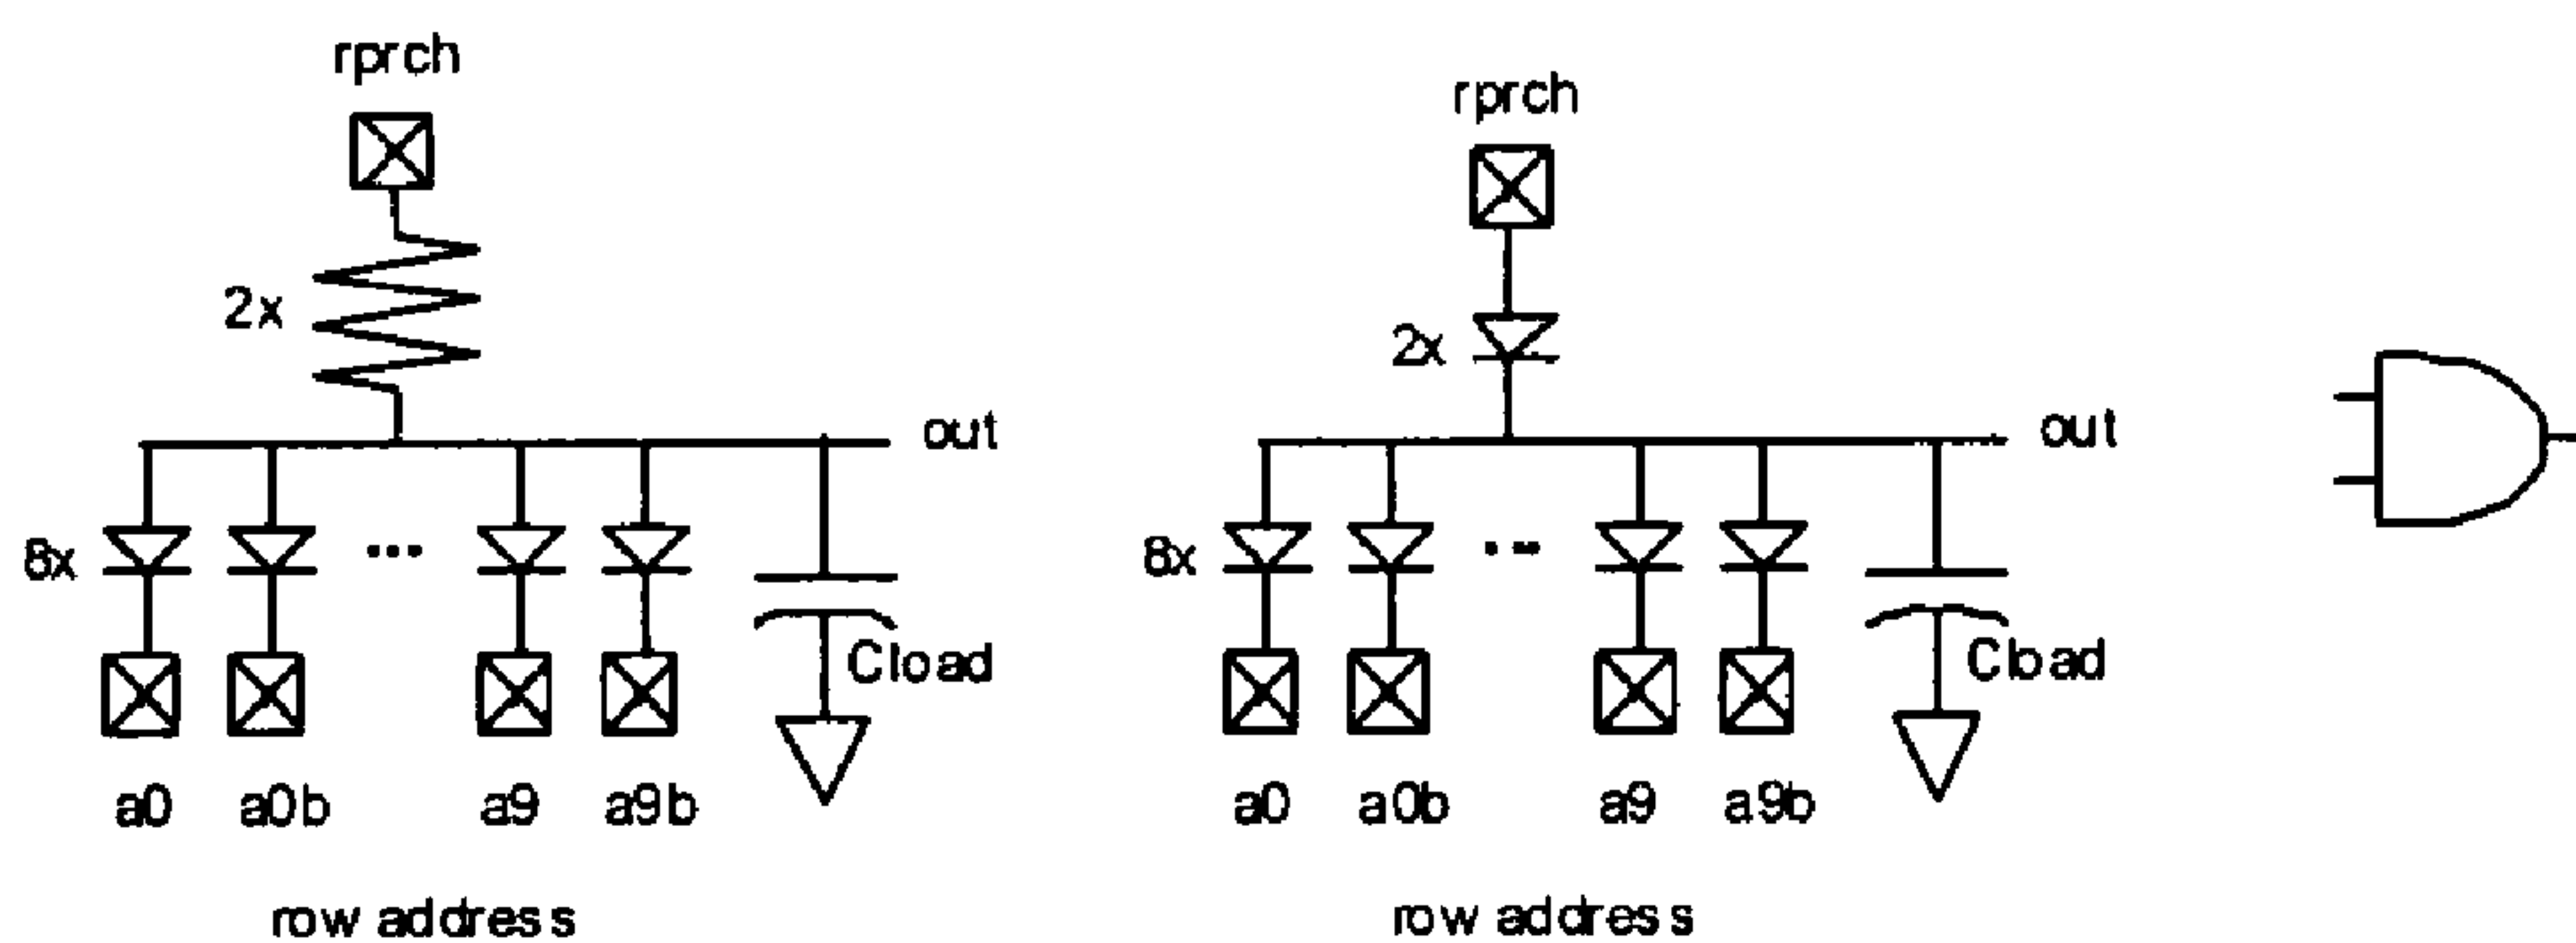 rprch
2x
out
8x
...
Cload
a0 a0b a9 a9b
row address
rprch
2x
out
8x
...
Cload
a0 a0b a9 a9b
row address